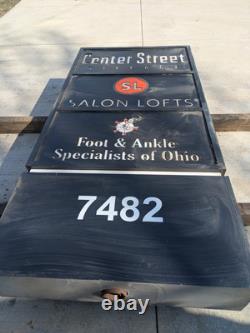 Center Street
SL
SALON LOFTS
Foot & Ankle
Specialists of Ohio
7482